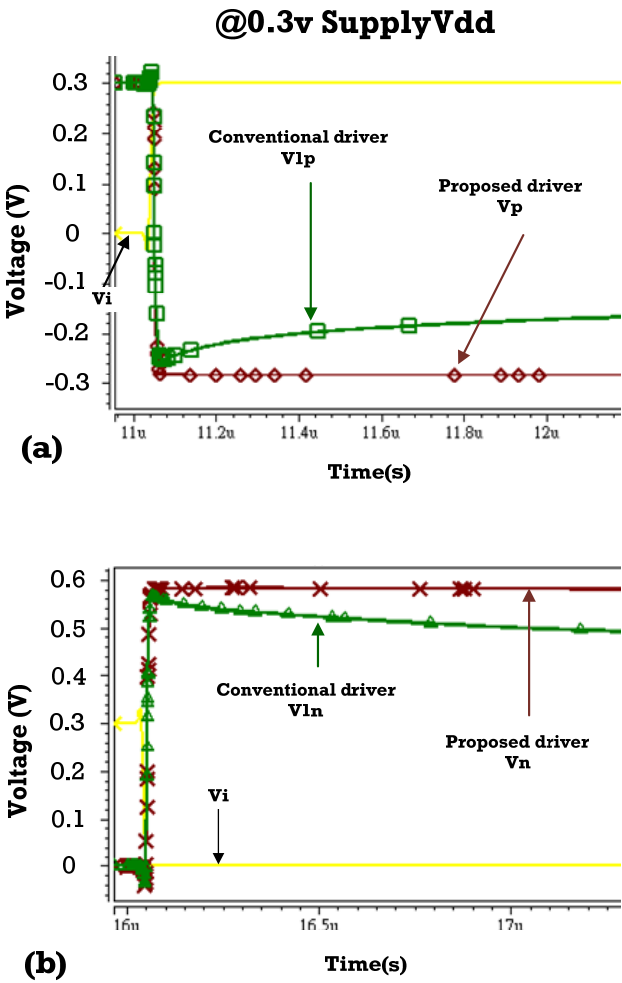 @0.3v SupplyVdd
Voltage (V)
0.3
0.2
0.1
0
-0.1
-0.2
-0.3
Conventional driver
V1p
Proposed driver
Vp
Vi
11u
11.2u
11.4u
11.6u
11.8u
12u
(a)
Time(s)
Voltage (V)
0.6
0.5
0.4
0.3
0.2
0.1
0
Conventional driver
V1n
Proposed driver
Vn
Vi
16u
16.5u
17u
(b)
Time(s)